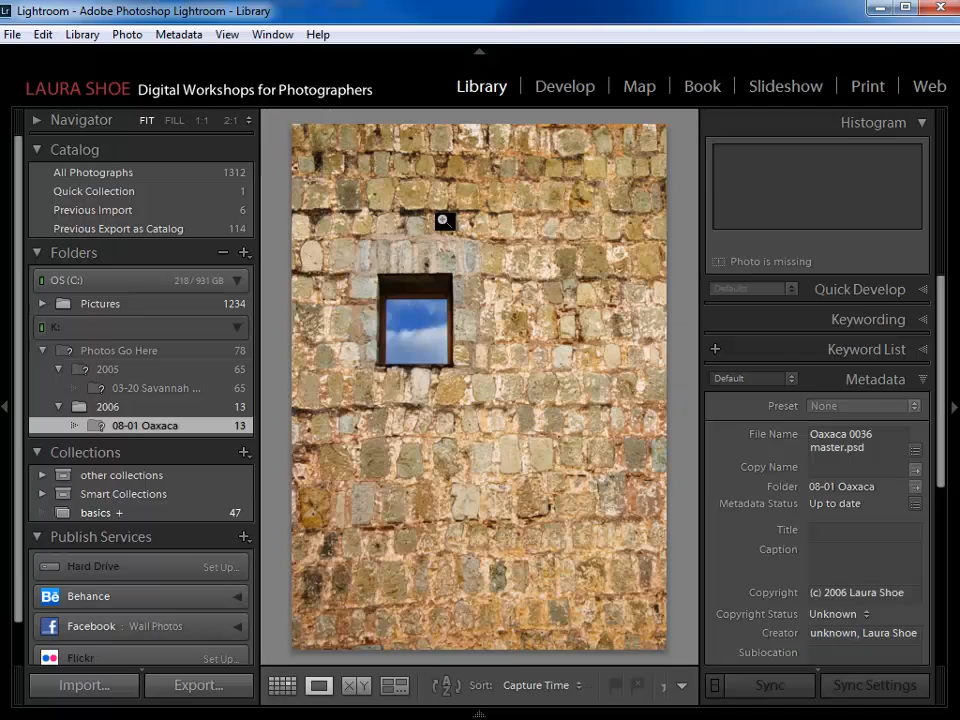 Lr Lightroom - Adobe Photoshop Lightroom - Library
File Edit Library Photo Metadata View Window Help
LAURA SHOE Digital Workshops for Photographers
Library | Develop | Map | Book | Slideshow | Print | Web
Navigator FIT FILL 1:1 2:1
Catalog
All Photographs 1312
Quick Collection 1
Previous Import 6
Previous Export as Catalog 114
Folders
OS (C:) 218 / 931 GB
Pictures 1234
K:
Photos Go Here 78
2005 65
03-20 Savannah ... 65
2006 13
08-01 Oaxaca 13
Collections
other collections
Smart Collections
basics + 47
Publish Services
Hard Drive Set Up...
Bē Behance
f Facebook : Wall Photos
Flickr Set Up...
Import... Export...
XY
AZ Sort: Capture Time
Histogram
Photo is missing
Defaults Quick Develop
Keywording
Keyword List
Default Metadata
Preset None
File Name Oaxaca 0036
master.psd
Copy Name
Folder 08-01 Oaxaca
Metadata Status Up to date
Title
Caption
Copyright (c) 2006 Laura Shoe
Copyright Status Unknown
Creator unknown, Laura Shoe
Sublocation
Sync Sync Settings